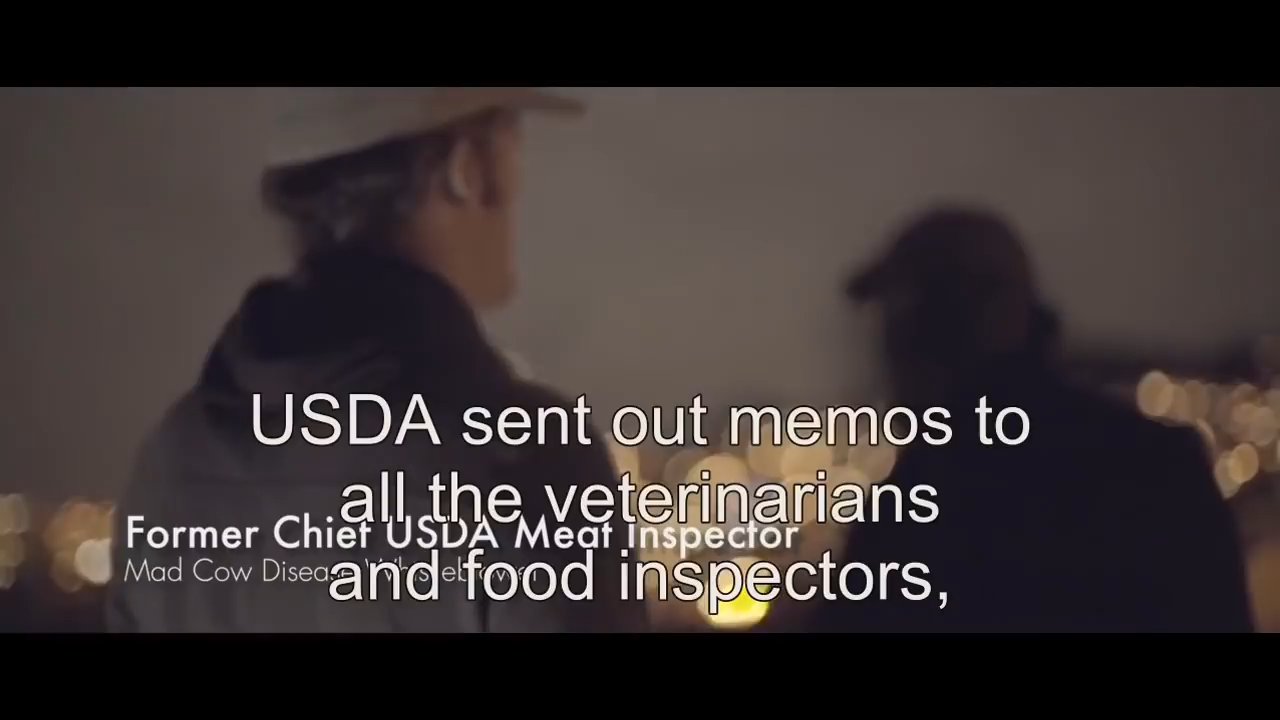 USDA sent out memos to
all the veterinarians
and food inspectors,
Former Chief USDA Meat Inspector
Mad Cow Disease Whistleblower